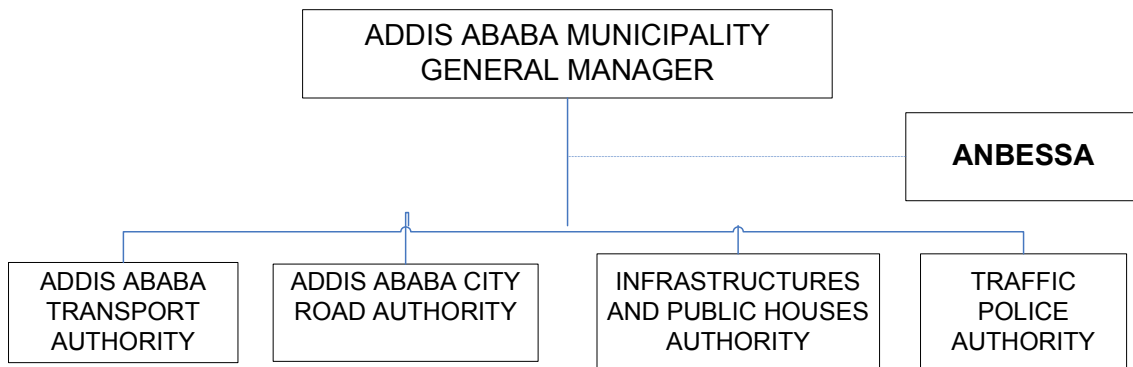 ADDIS ABABA MUNICIPALITY
GENERAL MANAGER
ANBESSA
ADDIS ABABA
TRANSPORT
AUTHORITY
ADDIS ABABA CITY
ROAD AUTHORITY
INFRASTRUCTURES
AND PUBLIC HOUSES
AUTHORITY
TRAFFIC
POLICE
AUTHORITY